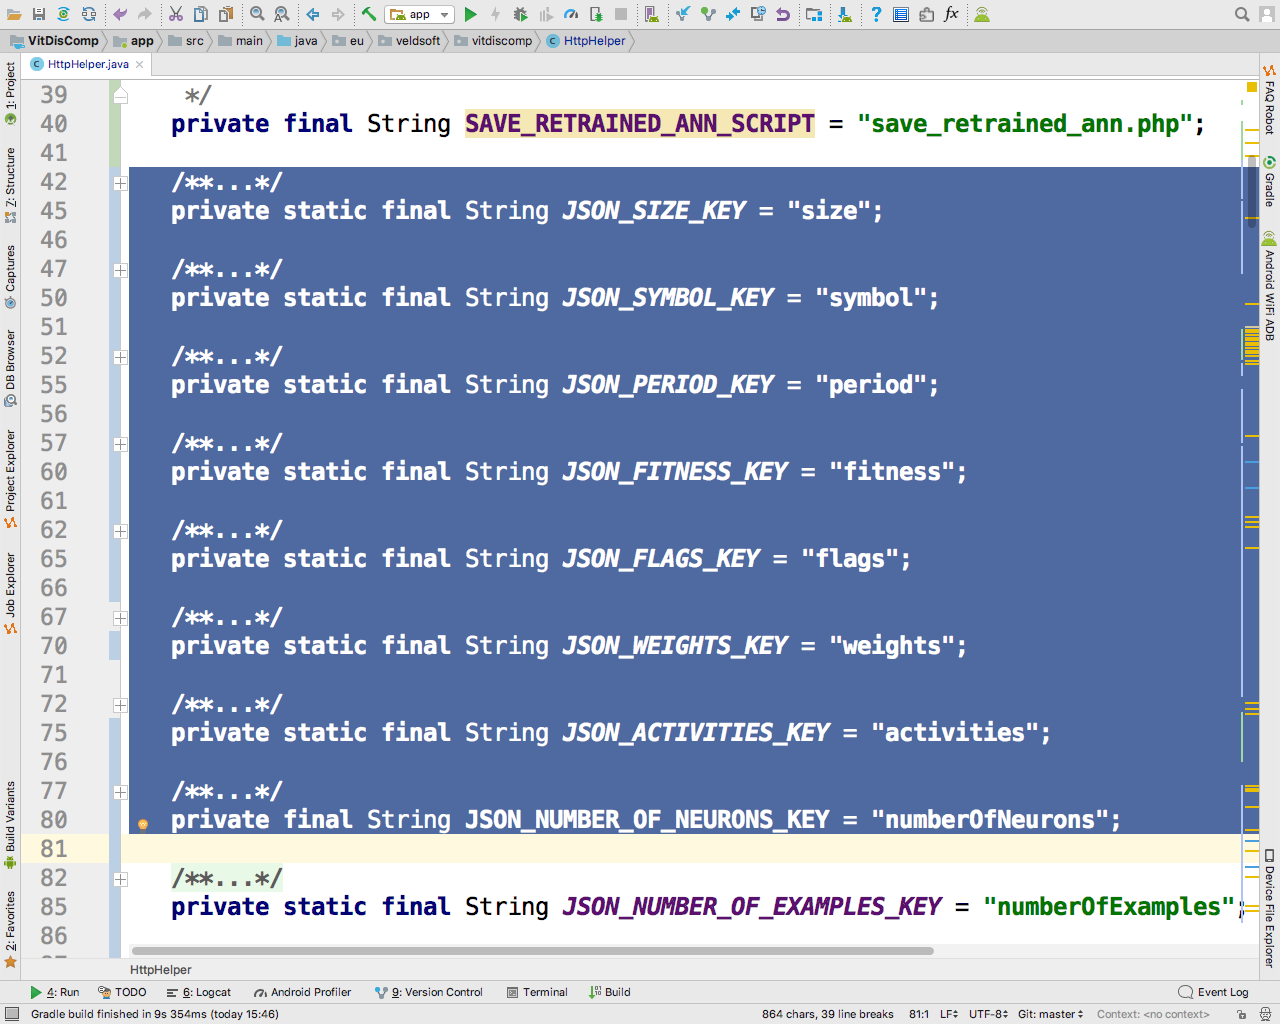 app
VitDisComp app src main java eu veldsoft vitdiscomp HttpHelper
HttpHelper.java
1: Project
7: Structure
Captures
DB Browser
Project Explorer
Job Explorer
Build Variants
2: Favorites
39 */
40 private final String SAVE_RETRAINED_ANN_SCRIPT = "save_retrained_ann.php";
41
42 /**...*/
45 private static final String JSON_SIZE_KEY = "size";
46
47 /**...*/
50 private static final String JSON_SYMBOL_KEY = "symbol";
51
52 /**...*/
55 private static final String JSON_PERIOD_KEY = "period";
56
57 /**...*/
60 private static final String JSON_FITNESS_KEY = "fitness";
61
62 /**...*/
65 private static final String JSON_FLAGS_KEY = "flags";
66
67 /**...*/
70 private static final String JSON_WEIGHTS_KEY = "weights";
71
72 /**...*/
75 private static final String JSON_ACTIVITIES_KEY = "activities";
76
77 /**...*/
80 private final String JSON_NUMBER_OF_NEURONS_KEY = "numberOfNeurons";
81
82 /**...*/
85 private static final String JSON_NUMBER_OF_EXAMPLES_KEY = "numberOfExamples";
86
FAQ Robot
Gradle
Android WiFi ADB
Device File Explorer
HttpHelper
4: Run TODO 6: Logcat Android Profiler 9: Version Control Terminal Build Event Log
Gradle build finished in 9s 354ms (today 15:46) 864 chars, 39 line breaks 81:1 LF UTF-8 Git: master Context: <no context>